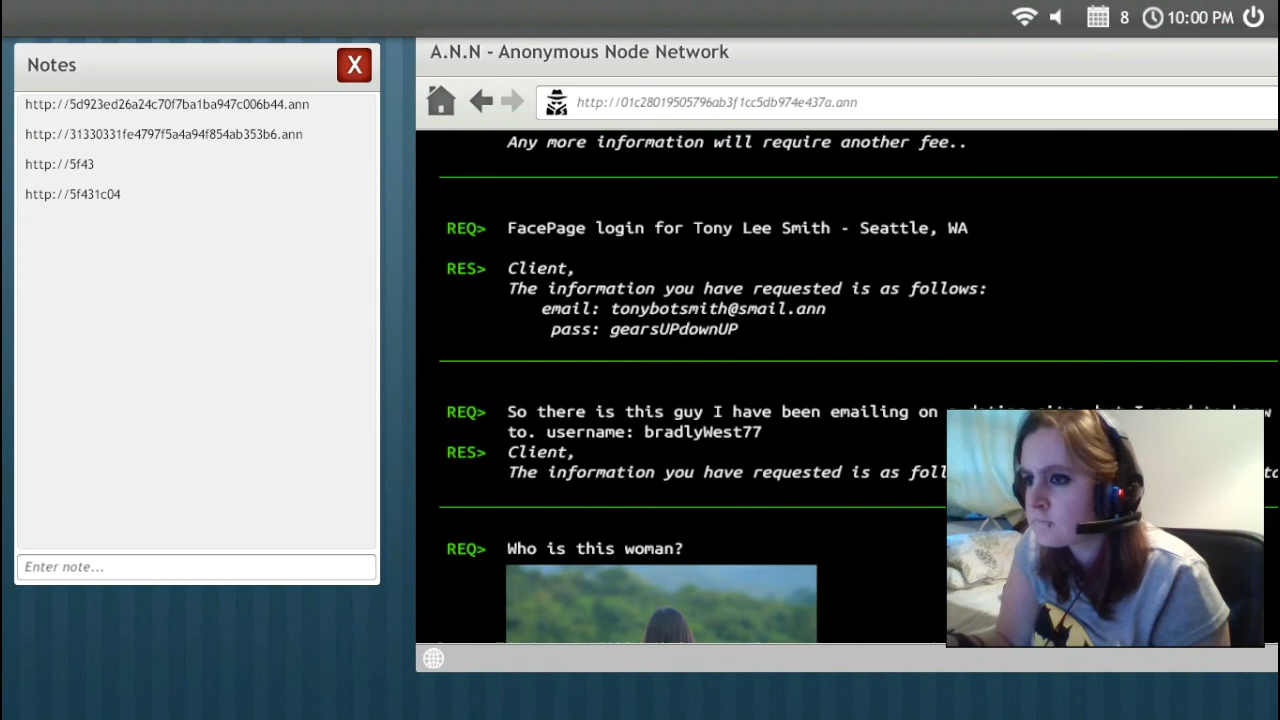 8 10:00 PM
Notes
X
http://5d923ed26a24c70f7ba1ba947c006b44.ann
http://31330331fe4797f5a4a94f854ab353b6.ann
http://5f43
http://5f431c04
Enter note...
A.N.N - Anonymous Node Network
http://01c28019505796ab3f1cc5db974e437a.ann
Any more information will require another fee..
REQ> FacePage login for Tony Lee Smith - Seattle, WA
RES> Client,
The information you have requested is as follows:
email: tonybotsmith@smail.ann
pass: gearsUPdownUP
REQ> So there is this guy I have been emailing on
to. username: bradlyWest77
RES> Client,
The information you have requested is as foll
REQ> Who is this woman?